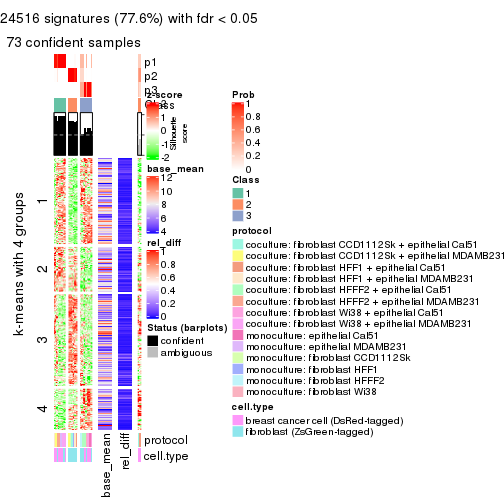 24516 signatures (77.6%) with fdr < 0.05
73 confident samples
p1
p2
p3
Class
z-score
1
0
-1
-2
Silhouette
score
base_mean
12
10
8
6
4
rel_diff
1
0.8
0.6
0.4
0.2
0
Status (barplots)
confident
ambiguous
k-means with 4 groups
1
2
3
4
base_mean
rel_diff
protocol
cell.type
Prob
1
0.8
0.6
0.4
0.2
0
Class
1
2
3
protocol
coculture: fibroblast CCD1112Sk + epithelial Cal51
coculture: fibroblast CCD1112Sk + epithelial MDAMB231
coculture: fibroblast HFF1 + epithelial Cal51
coculture: fibroblast HFF1 + epithelial MDAMB231
coculture: fibroblast HFFF2 + epithelial Cal51
coculture: fibroblast HFFF2 + epithelial MDAMB231
coculture: fibroblast Wi38 + epithelial Cal51
coculture: fibroblast Wi38 + epithelial MDAMB231
monoculture: epithelial Cal51
monoculture: epithelial MDAMB231
monoculture: fibroblast CCD1112Sk
monoculture: fibroblast HFF1
monoculture: fibroblast HFFF2
monoculture: fibroblast Wi38
cell.type
breast cancer cell (DsRed-tagged)
fibroblast (ZsGreen-tagged)